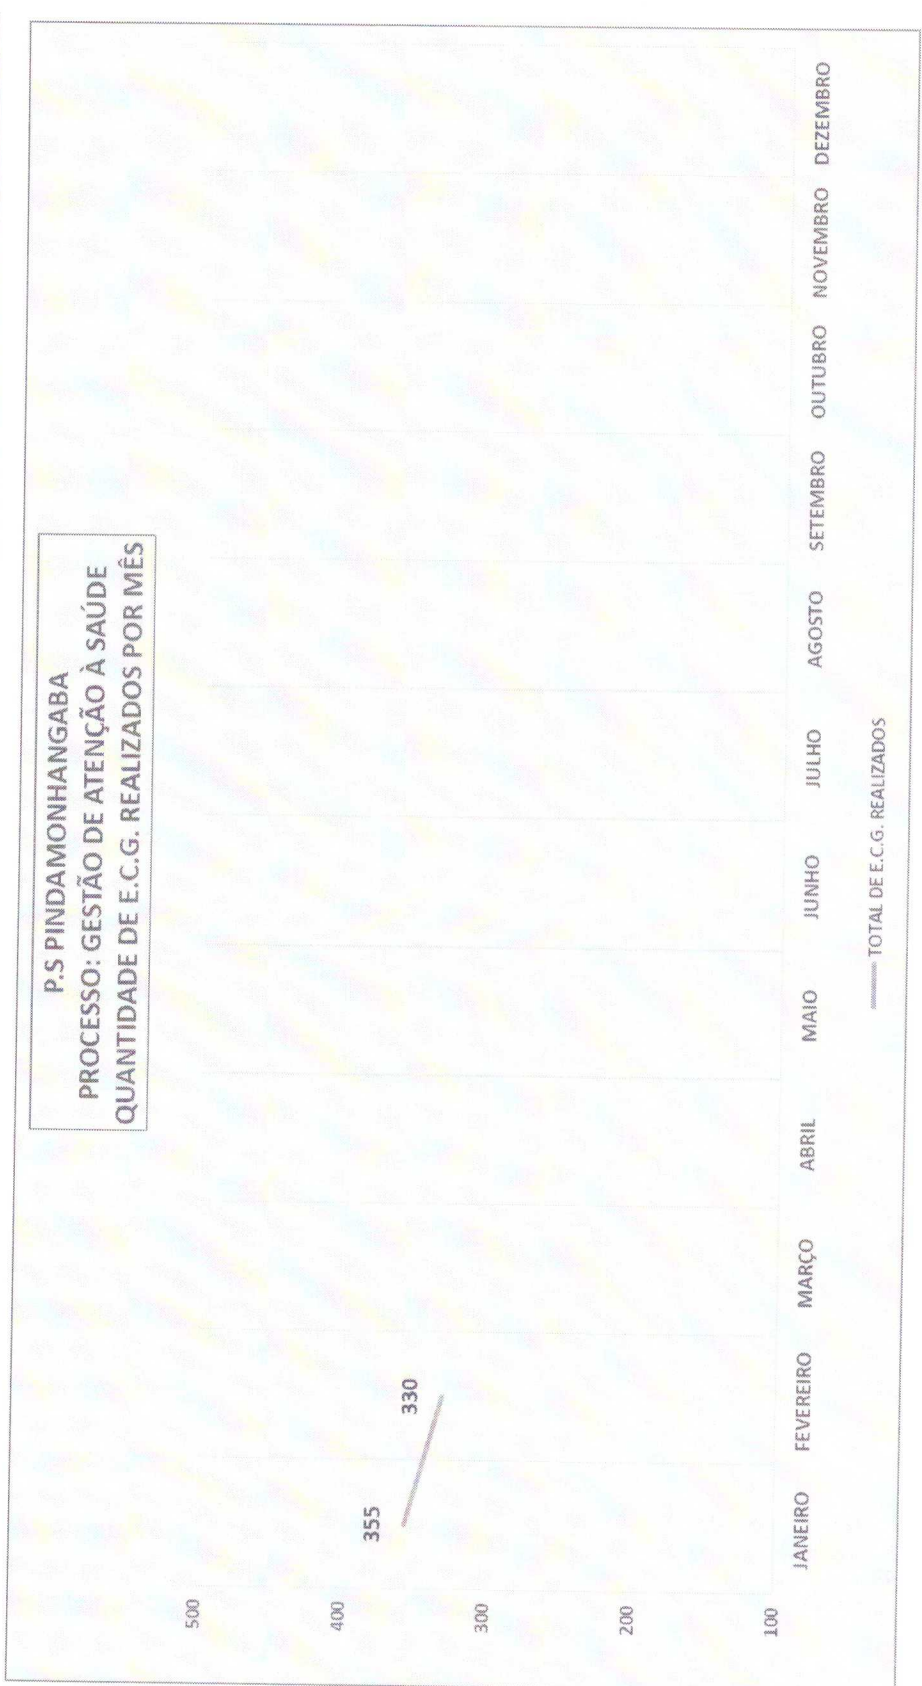 P.S PINDAMONHANGABA
PROCESSO: GESTÃO DE ATENÇÃO À SAÚDE
QUANTIDADE DE E.C.G. REALIZADOS POR MÊS
500
400
300
200
100
355
330
JANEIRO FEVEREIRO MARÇO ABRIL MAIO JUNHO JULHO AGOSTO SETEMBRO OUTUBRO NOVEMBRO DEZEMBRO
TOTAL DE E.C.G. REALIZADOS